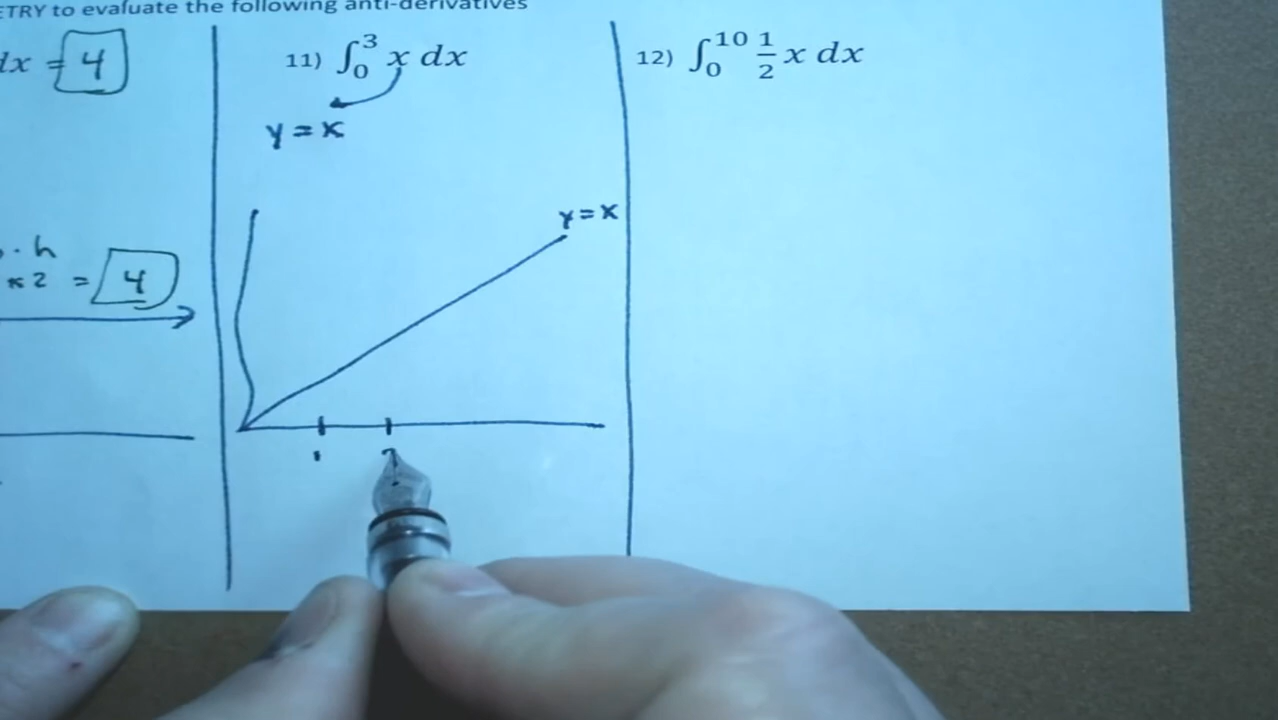 ETRY to evaluate the following anti-derivatives
dx = 4
· h
x 2 = 4
11) ∫₀³ x dx
y = x
y = x
1 2
12) ∫₀¹⁰ 1/2 x dx